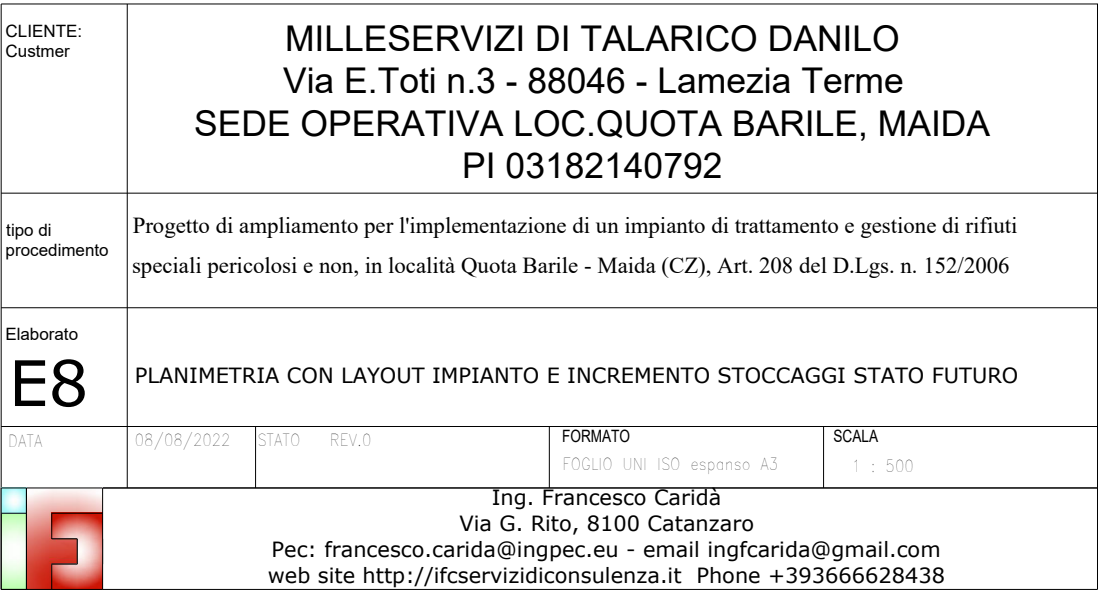 CLIENTE:
Custmer
MILLESERVIZI DI TALARICO DANILO
Via E.Toti n.3 - 88046 - Lamezia Terme
SEDE OPERATIVA LOC.QUOTA BARILE, MAIDA
PI 03182140792
tipo di
procedimento
Progetto di ampliamento per l'implementazione di un impianto di trattamento e gestione di rifiuti
speciali pericolosi e non, in località Quota Barile - Maida (CZ), Art. 208 del D.Lgs. n. 152/2006
Elaborato
E8
PLANIMETRIA CON LAYOUT IMPIANTO E INCREMENTO STOCCAGGI STATO FUTURO
DATA 08/08/2022 STATO REV.0 FORMATO SCALA
FOGLIO UNI ISO espanso A3 1 : 500
Ing. Francesco Caridà
Via G. Rito, 8100 Catanzaro
Pec: francesco.carida@ingpec.eu - email ingfcarida@gmail.com
web site http://ifcservizidiconsulenza.it Phone +393666628438